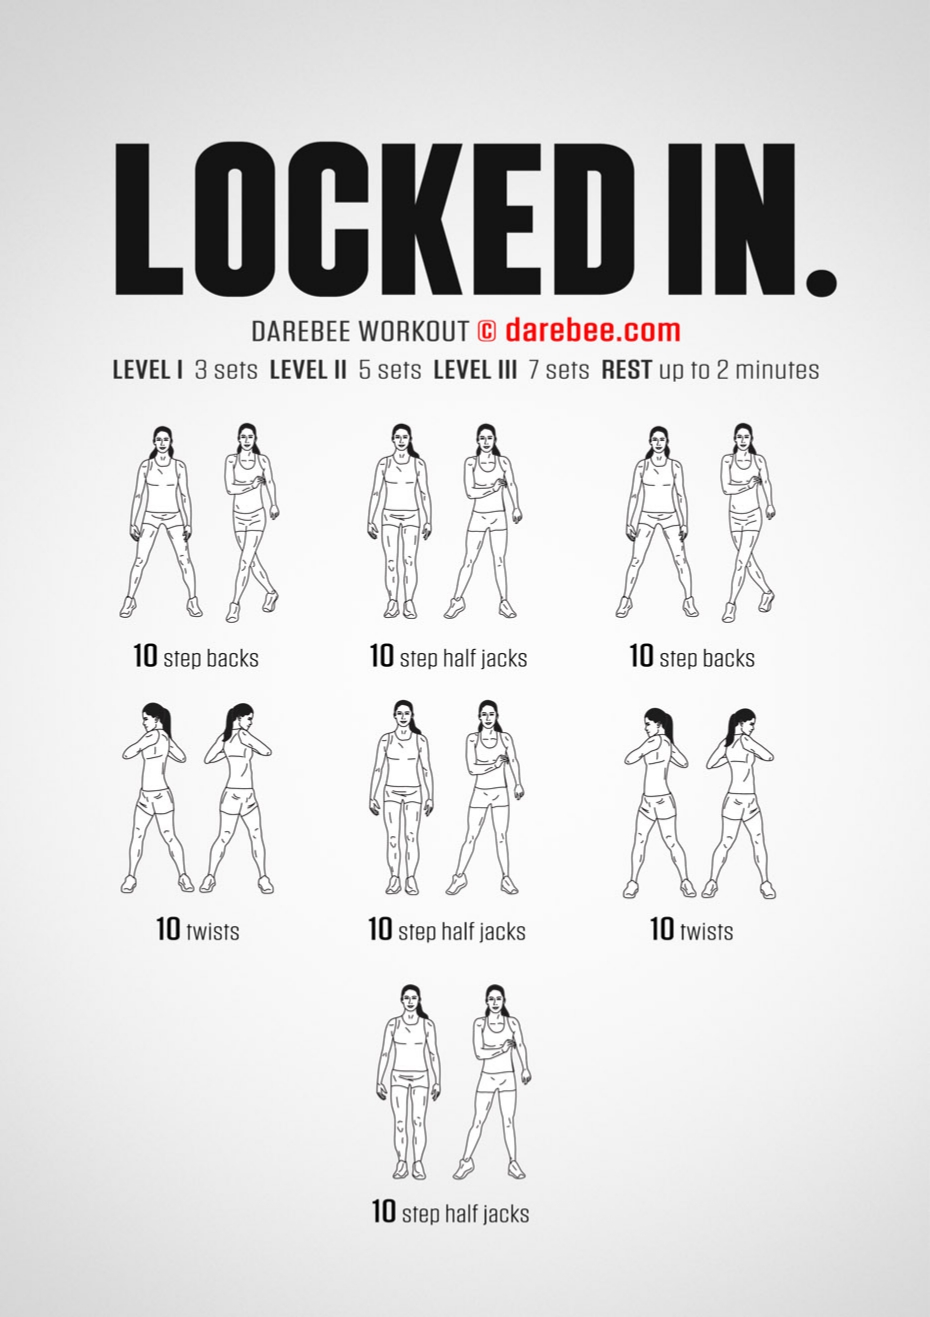 LOCKED IN.
DAREBEE WORKOUT © darebee.com
LEVEL I 3 sets LEVEL II 5 sets LEVEL III 7 sets REST up to 2 minutes
10 step backs
10 step half jacks
10 step backs
10 twists
10 step half jacks
10 twists
10 step half jacks